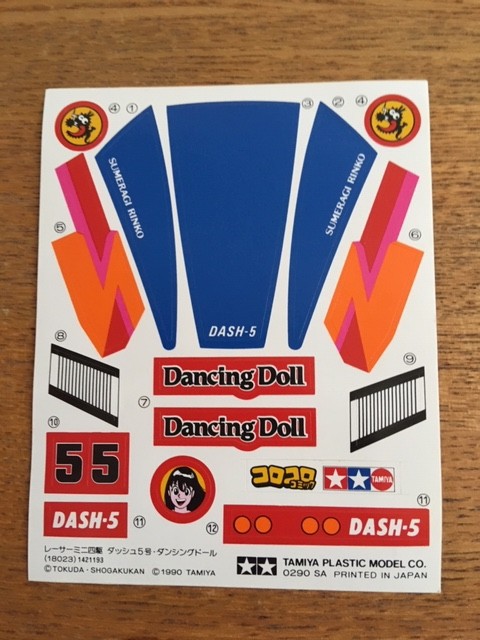 ④ ① ③ ② ④
SUMERAGI RINKO
SUMERAGI RINKO
DASH-5
⑤ ⑥
⑧ ⑨
Dancing Doll
⑦
Dancing Doll
⑩
55
コロコロ
コミック
TAMIYA
DASH-5
⑪ ⑫ ⑪
DASH-5
レーサーミニ四駆 ダッシュ5号・ダンシングドール
(18023) 1421193
©TOKUDA・SHOGAKUKAN ©1990 TAMIYA
TAMIYA PLASTIC MODEL CO.
0290 SA PRINTED IN JAPAN